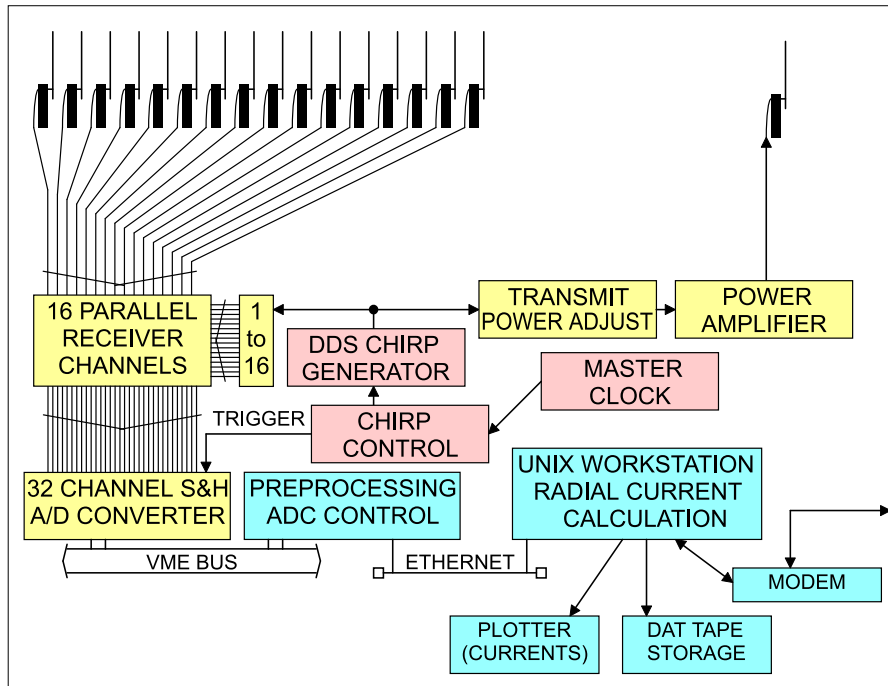 16 PARALLEL
RECEIVER
CHANNELS
1
to
16
TRANSMIT
POWER ADJUST
POWER
AMPLIFIER
DDS CHIRP
GENERATOR
MASTER
CLOCK
TRIGGER
CHIRP
CONTROL
32 CHANNEL S&H
A/D CONVERTER
PREPROCESSING
ADC CONTROL
UNIX WORKSTATION
RADIAL CURRENT
CALCULATION
VME BUS
ETHERNET
MODEM
PLOTTER
(CURRENTS)
DAT TAPE
STORAGE